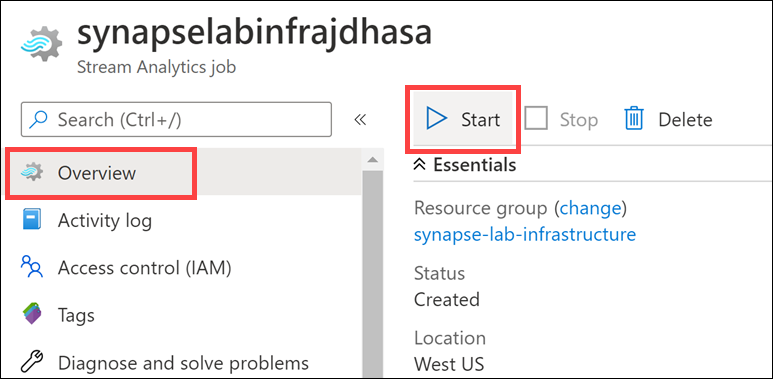 synapselabinfrajdhasa
Stream Analytics job
Search (Ctrl+/)
«
Overview
Activity log
Access control (IAM)
Tags
Diagnose and solve problems
Start Stop Delete
Essentials
Resource group (change)
synapse-lab-infrastructure
Status
Created
Location
West US